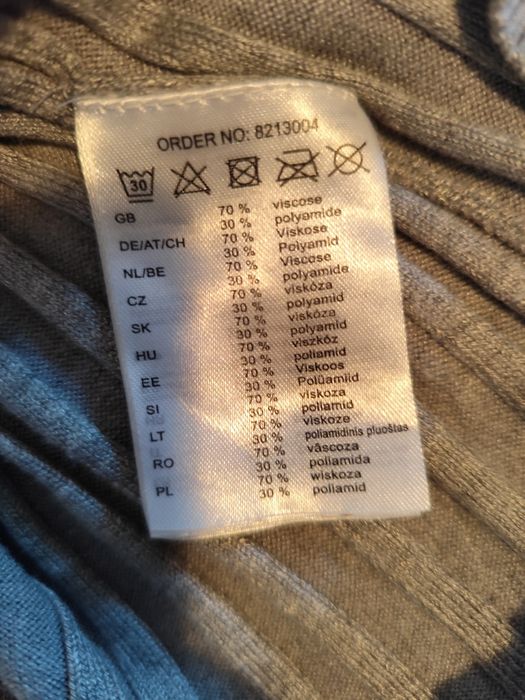 ORDER NO: 8213004
30
GB 70 % viscose
30 % polyamide
DE/AT/CH 70 % Viskose
30 % Polyamid
NL/BE 70 % Viscose
30 % polyamide
CZ 70 % viskóza
30 % polyamid
SK 70 % viskóza
30 % polyamid
HU 70 % viszkóz
30 % poliamid
EE 70 % Viskoos
30 % Polüamid
SI 70 % viskoza
30 % poliamid
LT 70 % viskoze
30 % poliamidinis pluoštas
RO 70 % vâscoza
30 % poliamida
PL 70 % wiskoza
30 % poliamid